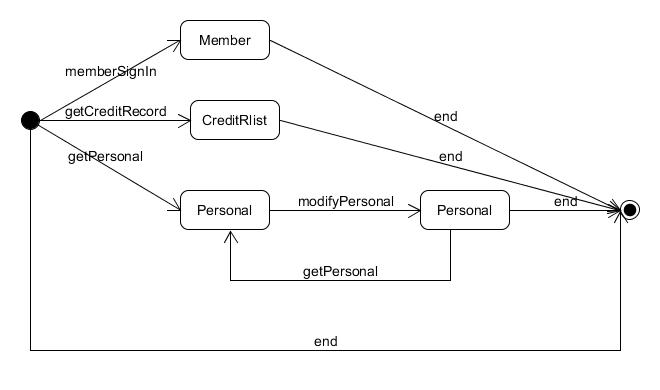 Member
memberSignIn
getCreditRecord
CreditRlist
end
end
getPersonal
Personal
modifyPersonal
Personal
end
getPersonal
end